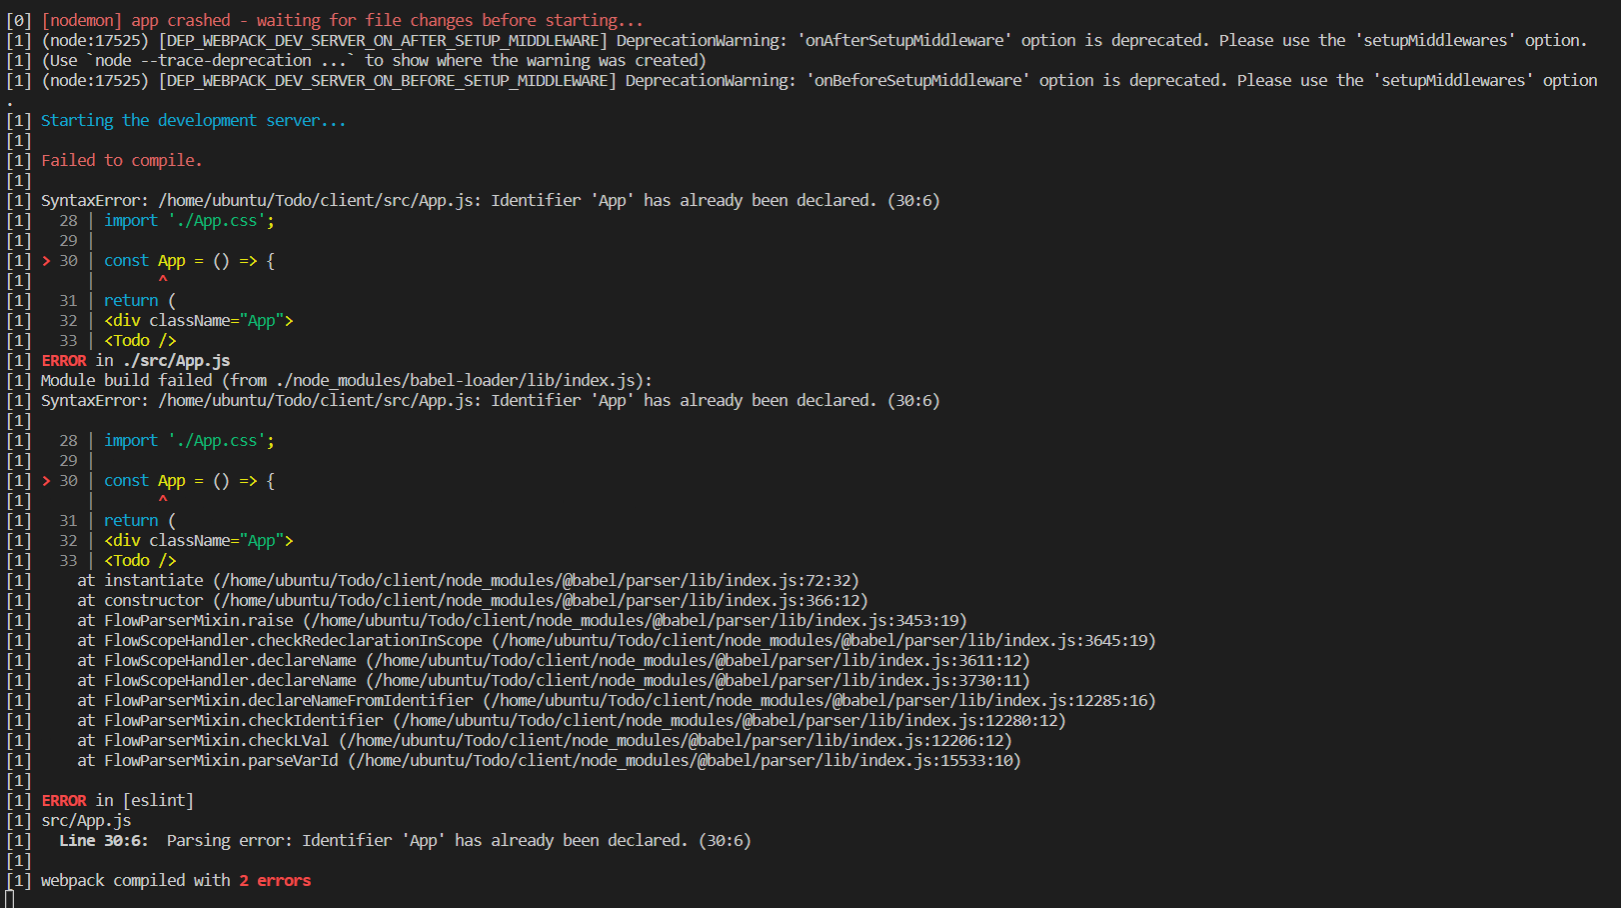 [0] [nodemon] app crashed - waiting for file changes before starting...
[1] (node:17525) [DEP_WEBPACK_DEV_SERVER_ON_AFTER_SETUP_MIDDLEWARE] DeprecationWarning: 'onAfterSetupMiddleware' option is deprecated. Please use the 'setupMiddlewares' option.
[1] (Use `node --trace-deprecation ...` to show where the warning was created)
[1] (node:17525) [DEP_WEBPACK_DEV_SERVER_ON_BEFORE_SETUP_MIDDLEWARE] DeprecationWarning: 'onBeforeSetupMiddleware' option is deprecated. Please use the 'setupMiddlewares' option
.
[1] Starting the development server...
[1]
[1] Failed to compile.
[1]
[1] SyntaxError: /home/ubuntu/Todo/client/src/App.js: Identifier 'App' has already been declared. (30:6)
[1]   28 | import './App.css';
[1]   29 |
[1] > 30 | const App = () => {
[1]      |       ^
[1]   31 | return (
[1]   32 | <div className="App">
[1]   33 | <Todo />
[1] ERROR in ./src/App.js
[1] Module build failed (from ./node_modules/babel-loader/lib/index.js):
[1] SyntaxError: /home/ubuntu/Todo/client/src/App.js: Identifier 'App' has already been declared. (30:6)
[1]
[1]   28 | import './App.css';
[1]   29 |
[1] > 30 | const App = () => {
[1]      |       ^
[1]   31 | return (
[1]   32 | <div className="App">
[1]   33 | <Todo />
[1]     at instantiate (/home/ubuntu/Todo/client/node_modules/@babel/parser/lib/index.js:72:32)
[1]     at constructor (/home/ubuntu/Todo/client/node_modules/@babel/parser/lib/index.js:366:12)
[1]     at FlowParserMixin.raise (/home/ubuntu/Todo/client/node_modules/@babel/parser/lib/index.js:3453:19)
[1]     at FlowScopeHandler.checkRedeclarationInScope (/home/ubuntu/Todo/client/node_modules/@babel/parser/lib/index.js:3645:19)
[1]     at FlowScopeHandler.declareName (/home/ubuntu/Todo/client/node_modules/@babel/parser/lib/index.js:3611:12)
[1]     at FlowScopeHandler.declareName (/home/ubuntu/Todo/client/node_modules/@babel/parser/lib/index.js:3730:11)
[1]     at FlowParserMixin.declareNameFromIdentifier (/home/ubuntu/Todo/client/node_modules/@babel/parser/lib/index.js:12285:16)
[1]     at FlowParserMixin.checkIdentifier (/home/ubuntu/Todo/client/node_modules/@babel/parser/lib/index.js:12280:12)
[1]     at FlowParserMixin.checkLVal (/home/ubuntu/Todo/client/node_modules/@babel/parser/lib/index.js:12206:12)
[1]     at FlowParserMixin.parseVarId (/home/ubuntu/Todo/client/node_modules/@babel/parser/lib/index.js:15533:10)
[1]
[1] ERROR in [eslint]
[1] src/App.js
[1]   Line 30:6:  Parsing error: Identifier 'App' has already been declared. (30:6)
[1]
[1] webpack compiled with 2 errors